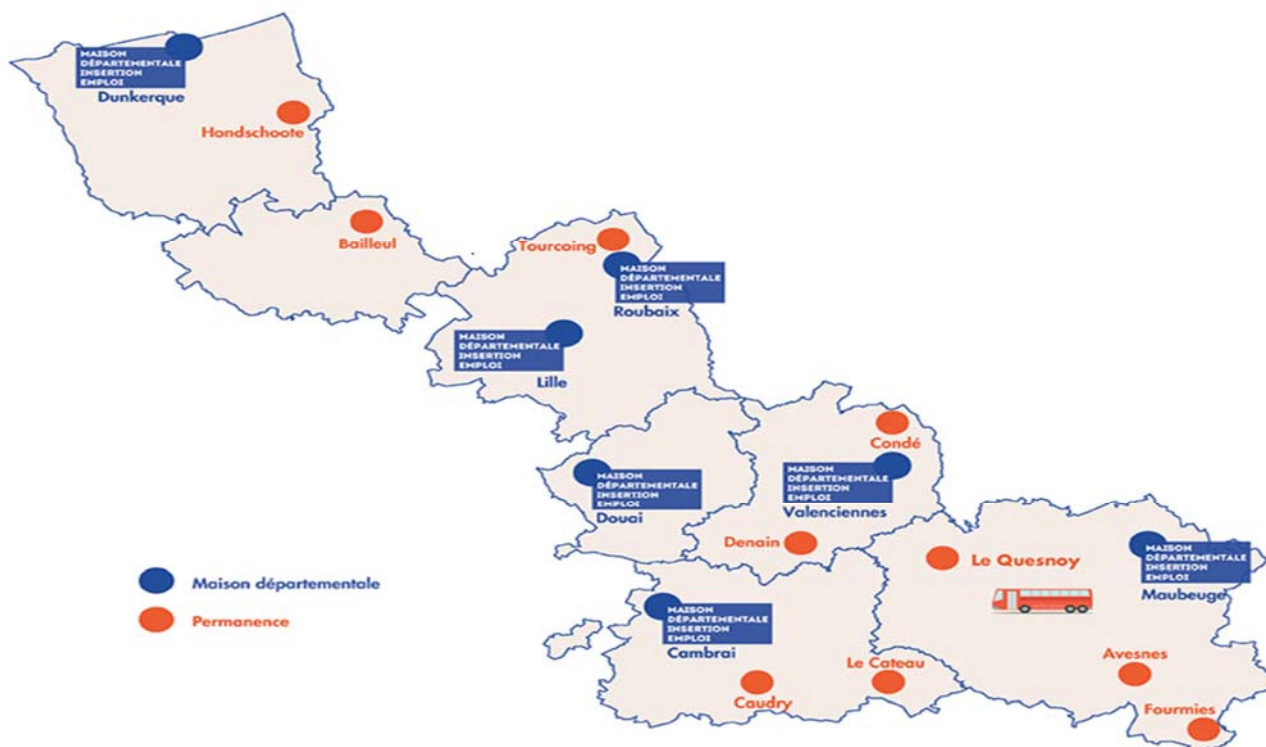 MAISON
DÉPARTEMENTALE
INSERTION
EMPLOI
Dunkerque
Hondschoote
Bailleul
Tourcoing
MAISON
DÉPARTEMENTALE
INSERTION
EMPLOI
Roubaix
MAISON
DÉPARTEMENTALE
INSERTION
EMPLOI
Lille
Condé
MAISON
DÉPARTEMENTALE
INSERTION
EMPLOI
Valenciennes
MAISON
DÉPARTEMENTALE
INSERTION
EMPLOI
Douai
Denain
Le Quesnoy
MAISON
DÉPARTEMENTALE
INSERTION
EMPLOI
Maubeuge
Maison départementale
Permanence
MAISON
DÉPARTEMENTALE
INSERTION
EMPLOI
Cambrai
Caudry
Le Cateau
Avesnes
Fourmies